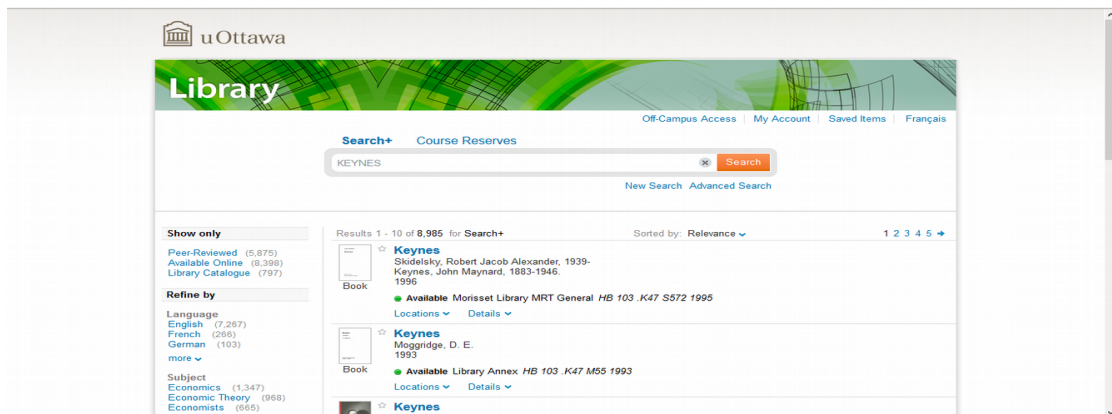 uOttawa
Library
Off-Campus Access My Account Saved Items Français
Search+ Course Reserves
KEYNES Search
New Search Advanced Search
Show only
Peer-Reviewed (5,875)
Available Online (8,398)
Library Catalogue (797)
Refine by
Language
English (7,267)
French (266)
German (103)
more
Subject
Economics (1,347)
Economic Theory (968)
Economists (665)
Results 1 - 10 of 8,985 for Search+ Sorted by: Relevance 1 2 3 4 5
Keynes
Skidelsky, Robert Jacob Alexander, 1939-
Keynes, John Maynard, 1883-1946.
1996
Book
Available Morisset Library MRT General HB 103 .K47 S572 1995
Locations Details
Keynes
Moggridge, D. E.
1993
Book
Available Library Annex HB 103 .K47 M55 1993
Locations Details
Keynes